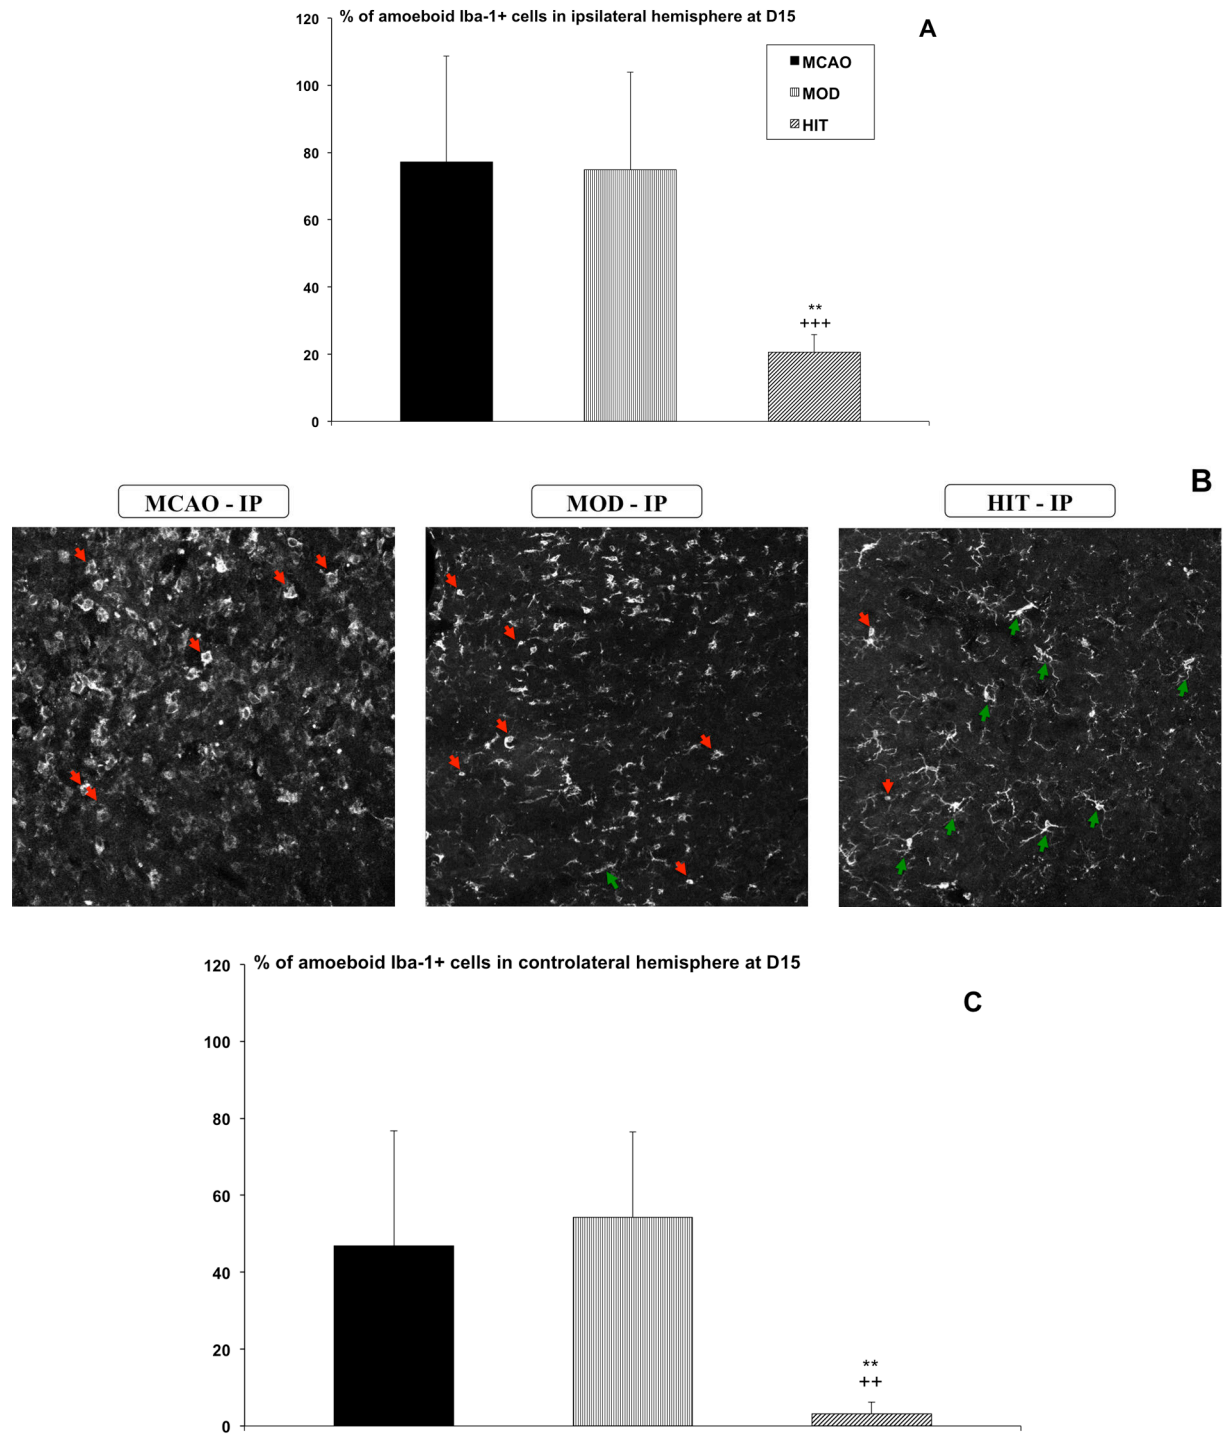 % of amoeboid Iba-1+ cells in ipsilateral hemisphere at D15
A
120
100
80
60
40
20
0
MCAO
MOD
HIT
**
+++
B
MCAO - IP
MOD - IP
HIT - IP
% of amoeboid Iba-1+ cells in controlateral hemisphere at D15
C
120
100
80
60
40
20
0
**
++